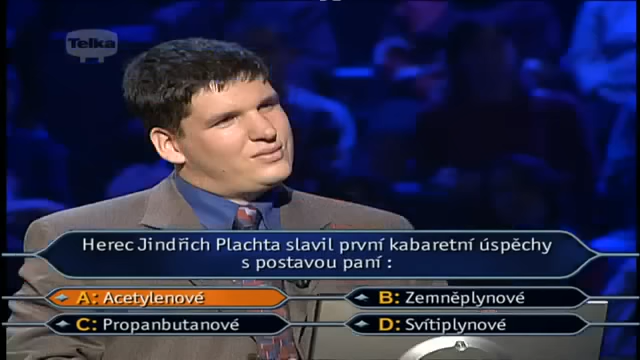 Telka
Herec Jindřich Plachta slavil první kabaretní úspěchy
s postavou paní :
A: Acetylenové
B: Zemněplynové
C: Propanbutanové
D: Svítiplynové